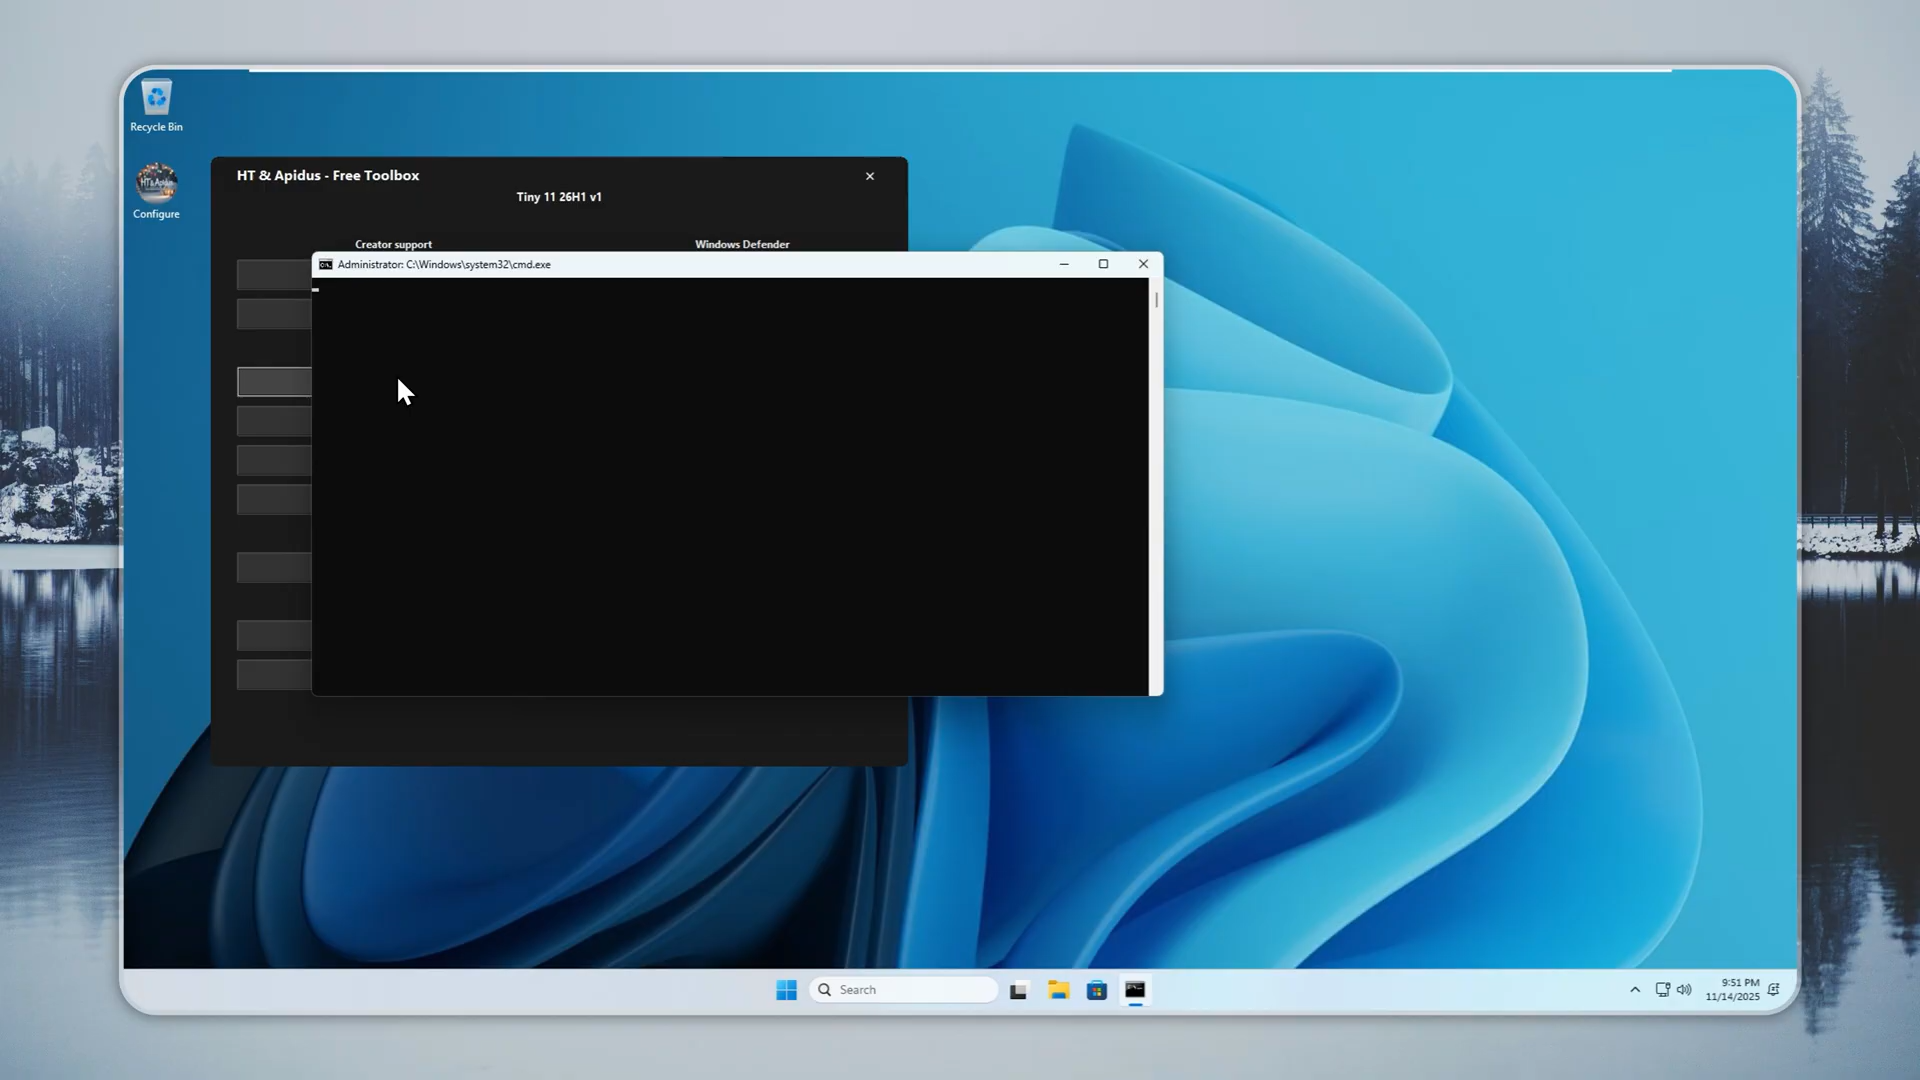 Recycle Bin
Configure
HT & Apidus - Free Toolbox
Tiny 11 26H1 v1
Creator support
Windows Defender
Administrator: C:\Windows\system32\cmd.exe
Search
9:51 PM
11/14/2025